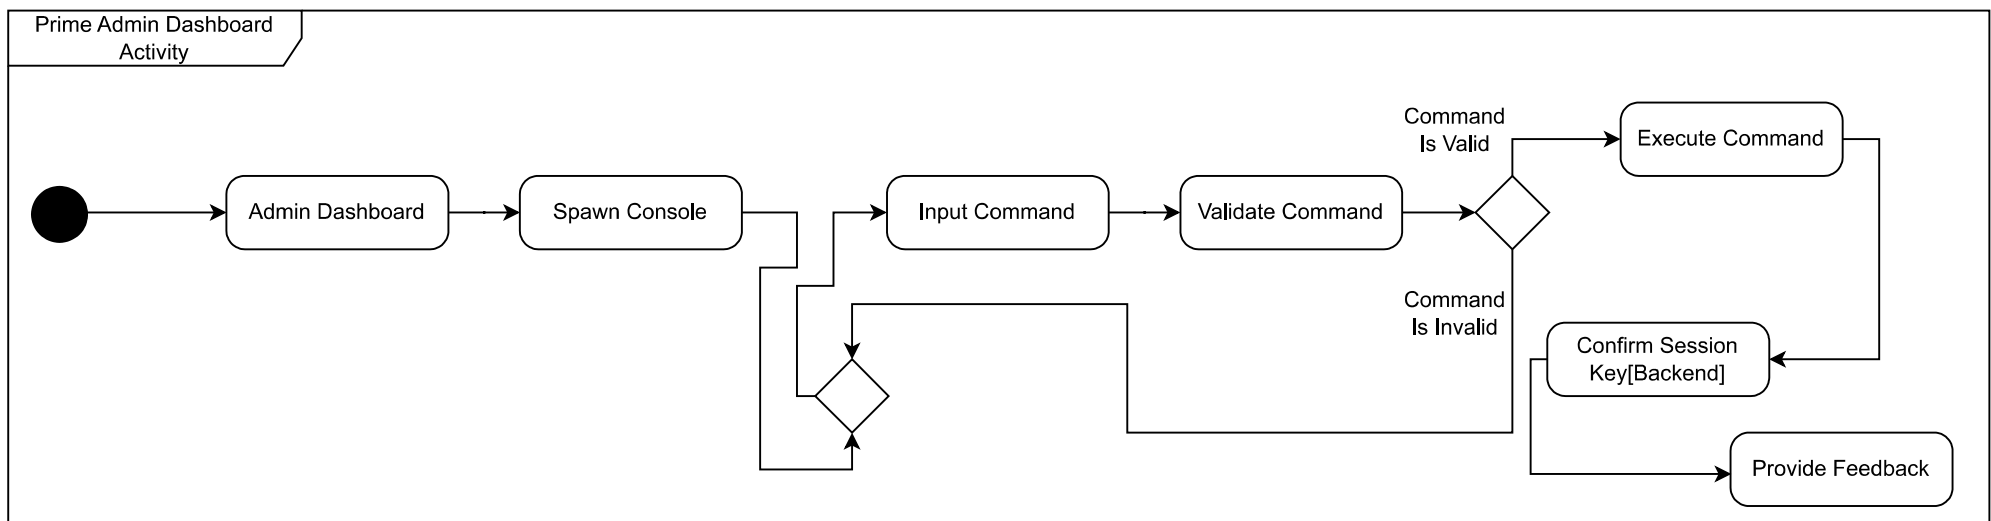 Prime Admin Dashboard
Activity
Admin Dashboard
Spawn Console
Input Command
Validate Command
Command
Is Valid
Execute Command
Command
Is Invalid
Confirm Session
Key[Backend]
Provide Feedback